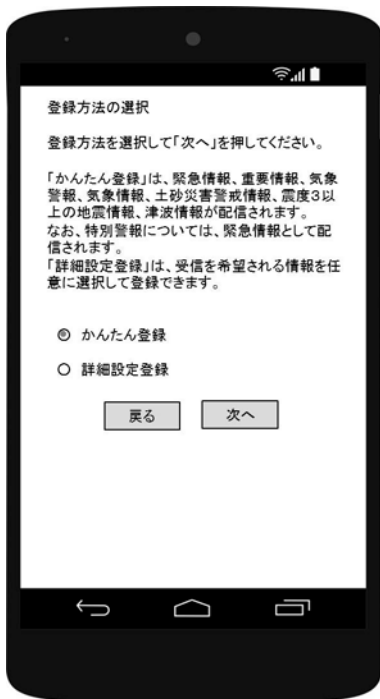 登録方法の選択
登録方法を選択して「次へ」を押してください。
「かんたん登録」は、緊急情報、重要情報、気象
警報、気象情報、土砂災害警戒情報、震度３以
上の地震情報、津波情報が配信されます。
なお、特別警報については、緊急情報として配
信されます。
「詳細設定登録」は、受信を希望される情報を任
意に選択して登録できます。
かんたん登録
詳細設定登録
戻る
次へ